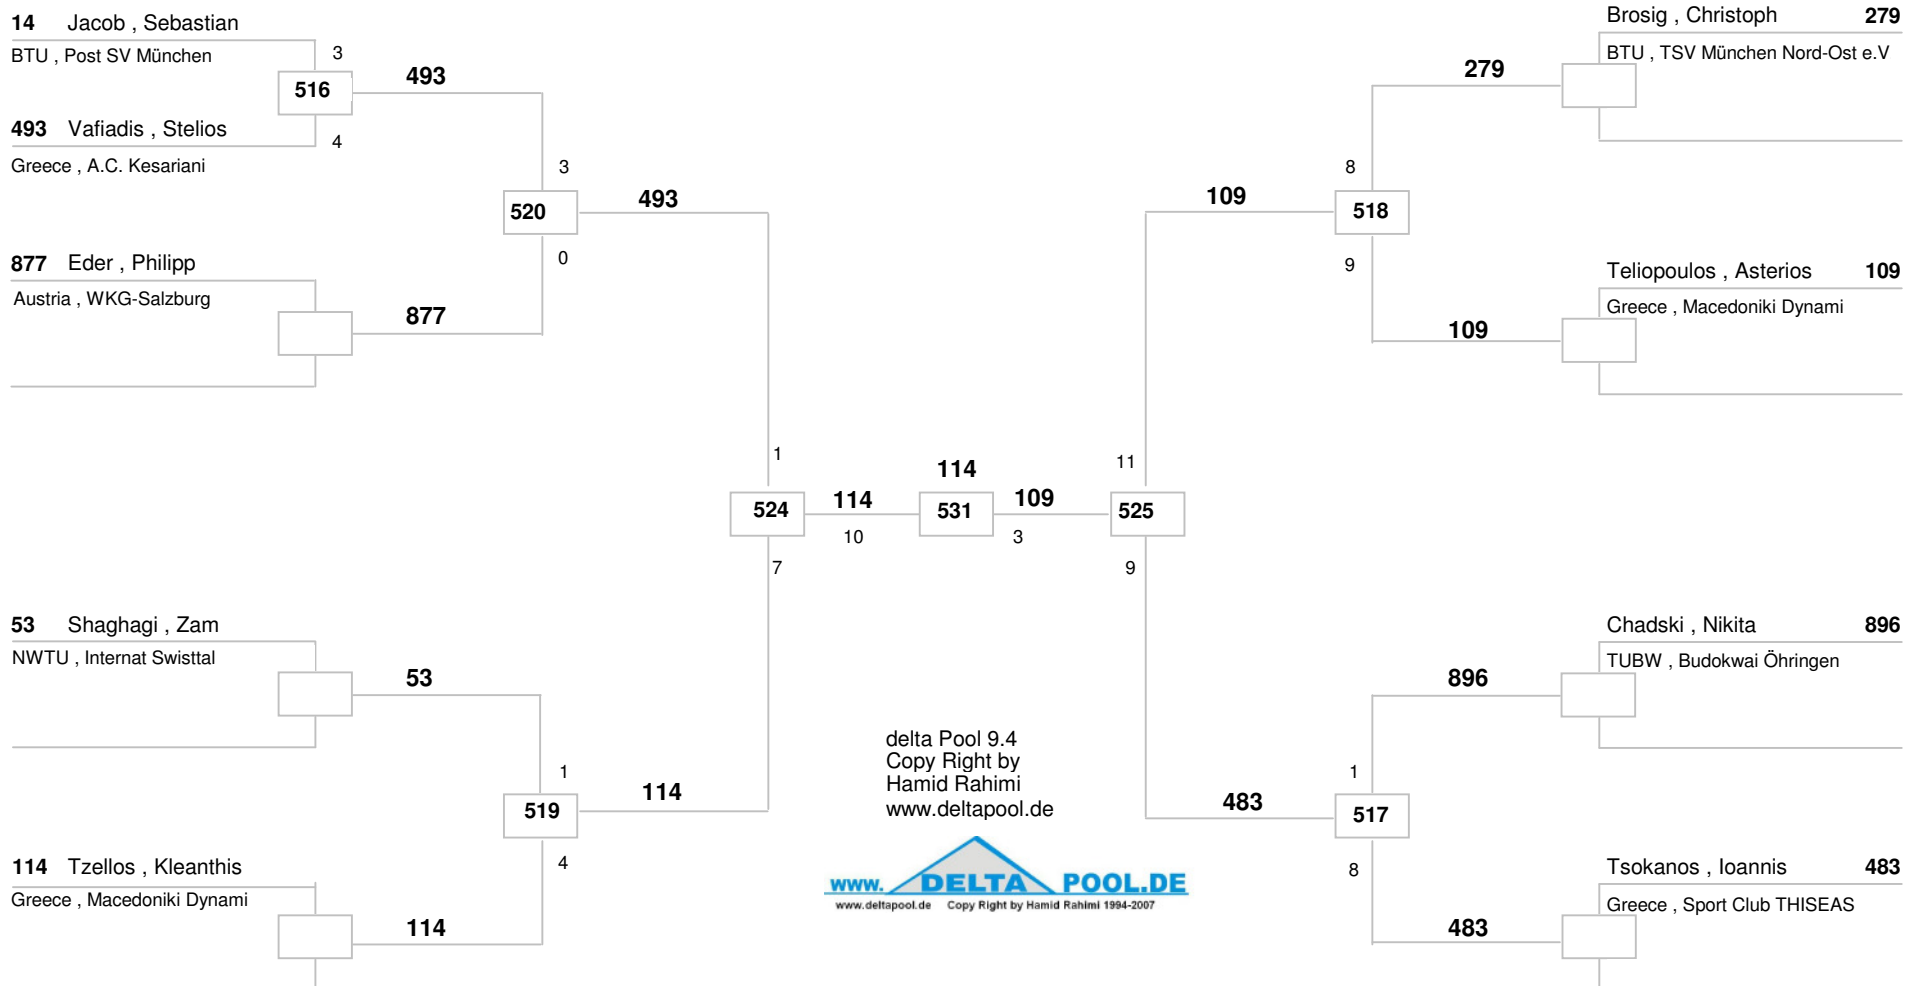 14 Jacob , Sebastian
BTU , Post SV München
3
516
493
493 Vafiadis , Stelios
4
Greece , A.C. Kesariani
3
520
493
0
877 Eder , Philipp
Austria , WKG-Salzburg
877
1
524
114
10
7
53 Shaghagi , Zam
NWTU , Internat Swisttal
53
1
519
114
4
114 Tzellos , Kleanthis
Greece , Macedoniki Dynami
114
114
531
109
3
Brosig , Christoph 279
BTU , TSV München Nord-Ost e.V
279
8
109
518
9
Teliopoulos , Asterios 109
Greece , Macedoniki Dynami
109
11
525
9
Chadski , Nikita 896
TUBW , Budokwai Öhringen
896
1
483
517
8
Tsokanos , Ioannis 483
Greece , Sport Club THISEAS
483
delta Pool 9.4
Copy Right by
Hamid Rahimi
www.deltapool.de
www. DELTA POOL.DE
www.deltapool.de Copy Right by Hamid Rahimi 1994-2007